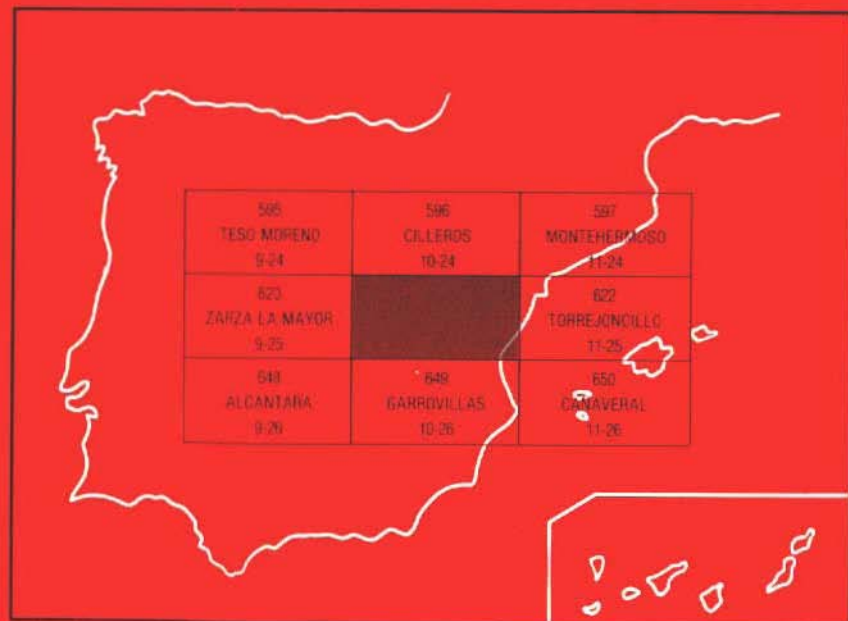 595
TESO MORENO
9-24
596
CILLEROS
10-24
597
MONTEHERMOSO
11-24
620
ZARZA LA MAYOR
9-25
622
TORREJONCILLO
11-25
648
ALCANTARA
9-26
649
GARROVILLAS
10-26
650
CAÑAVERAL
11-26